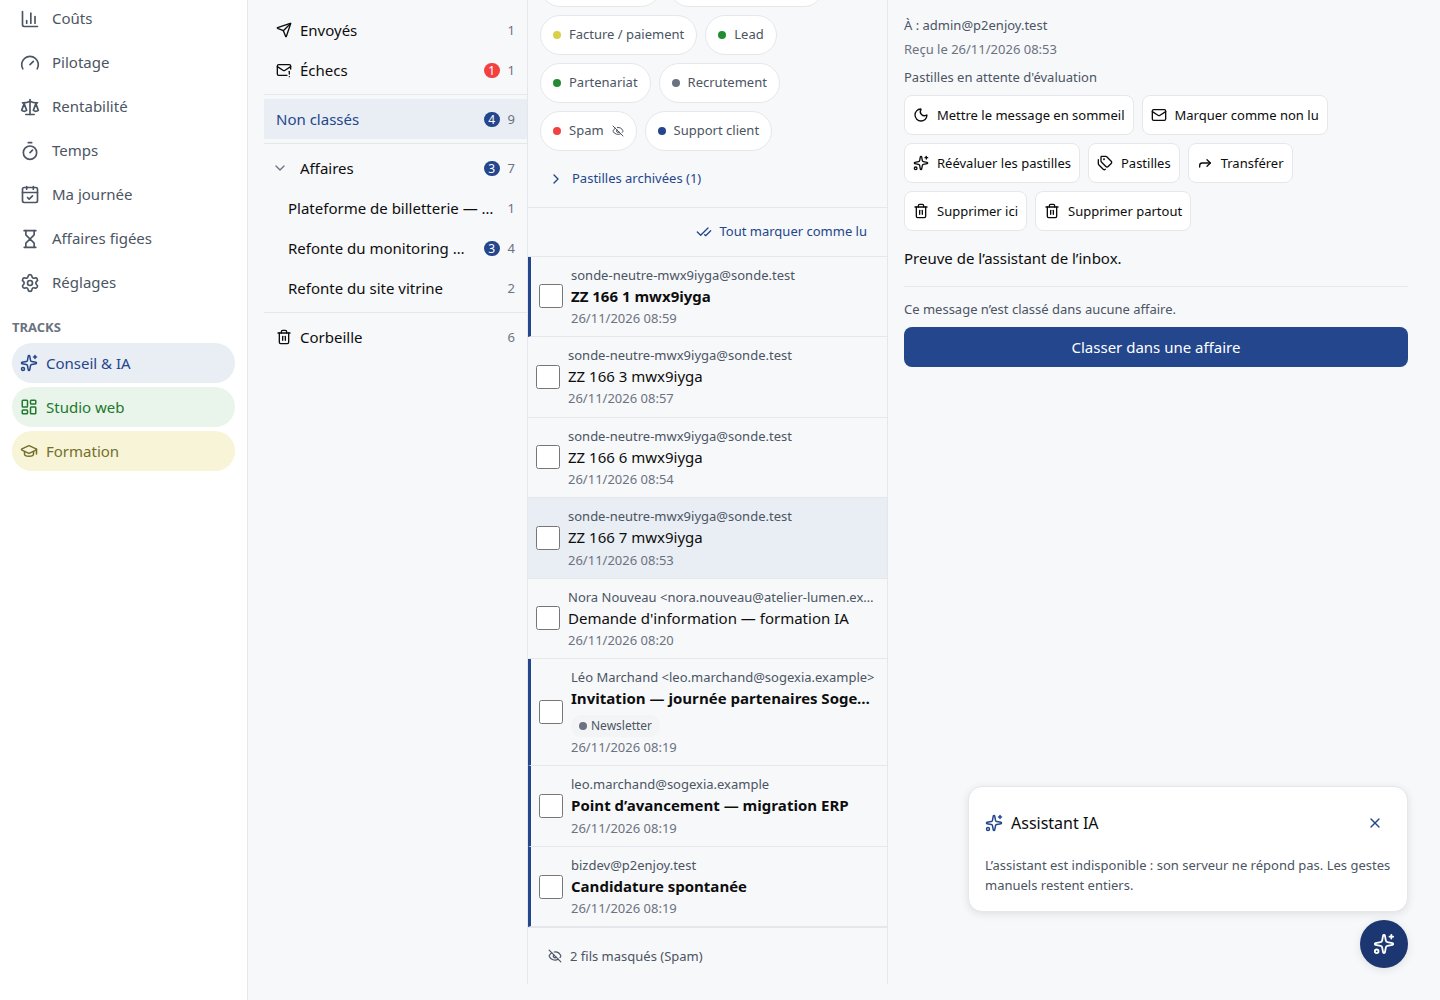 Coûts
Pilotage
Rentabilité
Temps
Ma journée
Affaires figées
Réglages
TRACKS
Conseil & IA
Studio web
Formation
Envoyés 1
Échecs 1 1
Non classés 4 9
Affaires 3 7
Plateforme de billetterie — ... 1
Refonte du monitoring ... 3 4
Refonte du site vitrine 2
Corbeille 6
Facture / paiement
Lead
Partenariat
Recrutement
Spam
Support client
Pastilles archivées (1)
Tout marquer comme lu
sonde-neutre-mwx9iyga@sonde.test
ZZ 166 1 mwx9iyga
26/11/2026 08:59
sonde-neutre-mwx9iyga@sonde.test
ZZ 166 3 mwx9iyga
26/11/2026 08:57
sonde-neutre-mwx9iyga@sonde.test
ZZ 166 6 mwx9iyga
26/11/2026 08:54
sonde-neutre-mwx9iyga@sonde.test
ZZ 166 7 mwx9iyga
26/11/2026 08:53
Nora Nouveau <nora.nouveau@atelier-lumen.ex...
Demande d'information — formation IA
26/11/2026 08:20
Léo Marchand <leo.marchand@sogexia.example>
Invitation — journée partenaires Soge...
Newsletter
26/11/2026 08:19
leo.marchand@sogexia.example
Point d’avancement — migration ERP
26/11/2026 08:19
bizdev@p2enjoy.test
Candidature spontanée
26/11/2026 08:19
2 fils masqués (Spam)
À : admin@p2enjoy.test
Reçu le 26/11/2026 08:53
Pastilles en attente d'évaluation
Mettre le message en sommeil
Marquer comme non lu
Réévaluer les pastilles
Pastilles
Transférer
Supprimer ici
Supprimer partout
Preuve de l’assistant de l’inbox.
Ce message n’est classé dans aucune affaire.
Classer dans une affaire
Assistant IA
L’assistant est indisponible : son serveur ne répond pas. Les gestes
manuels restent entiers.